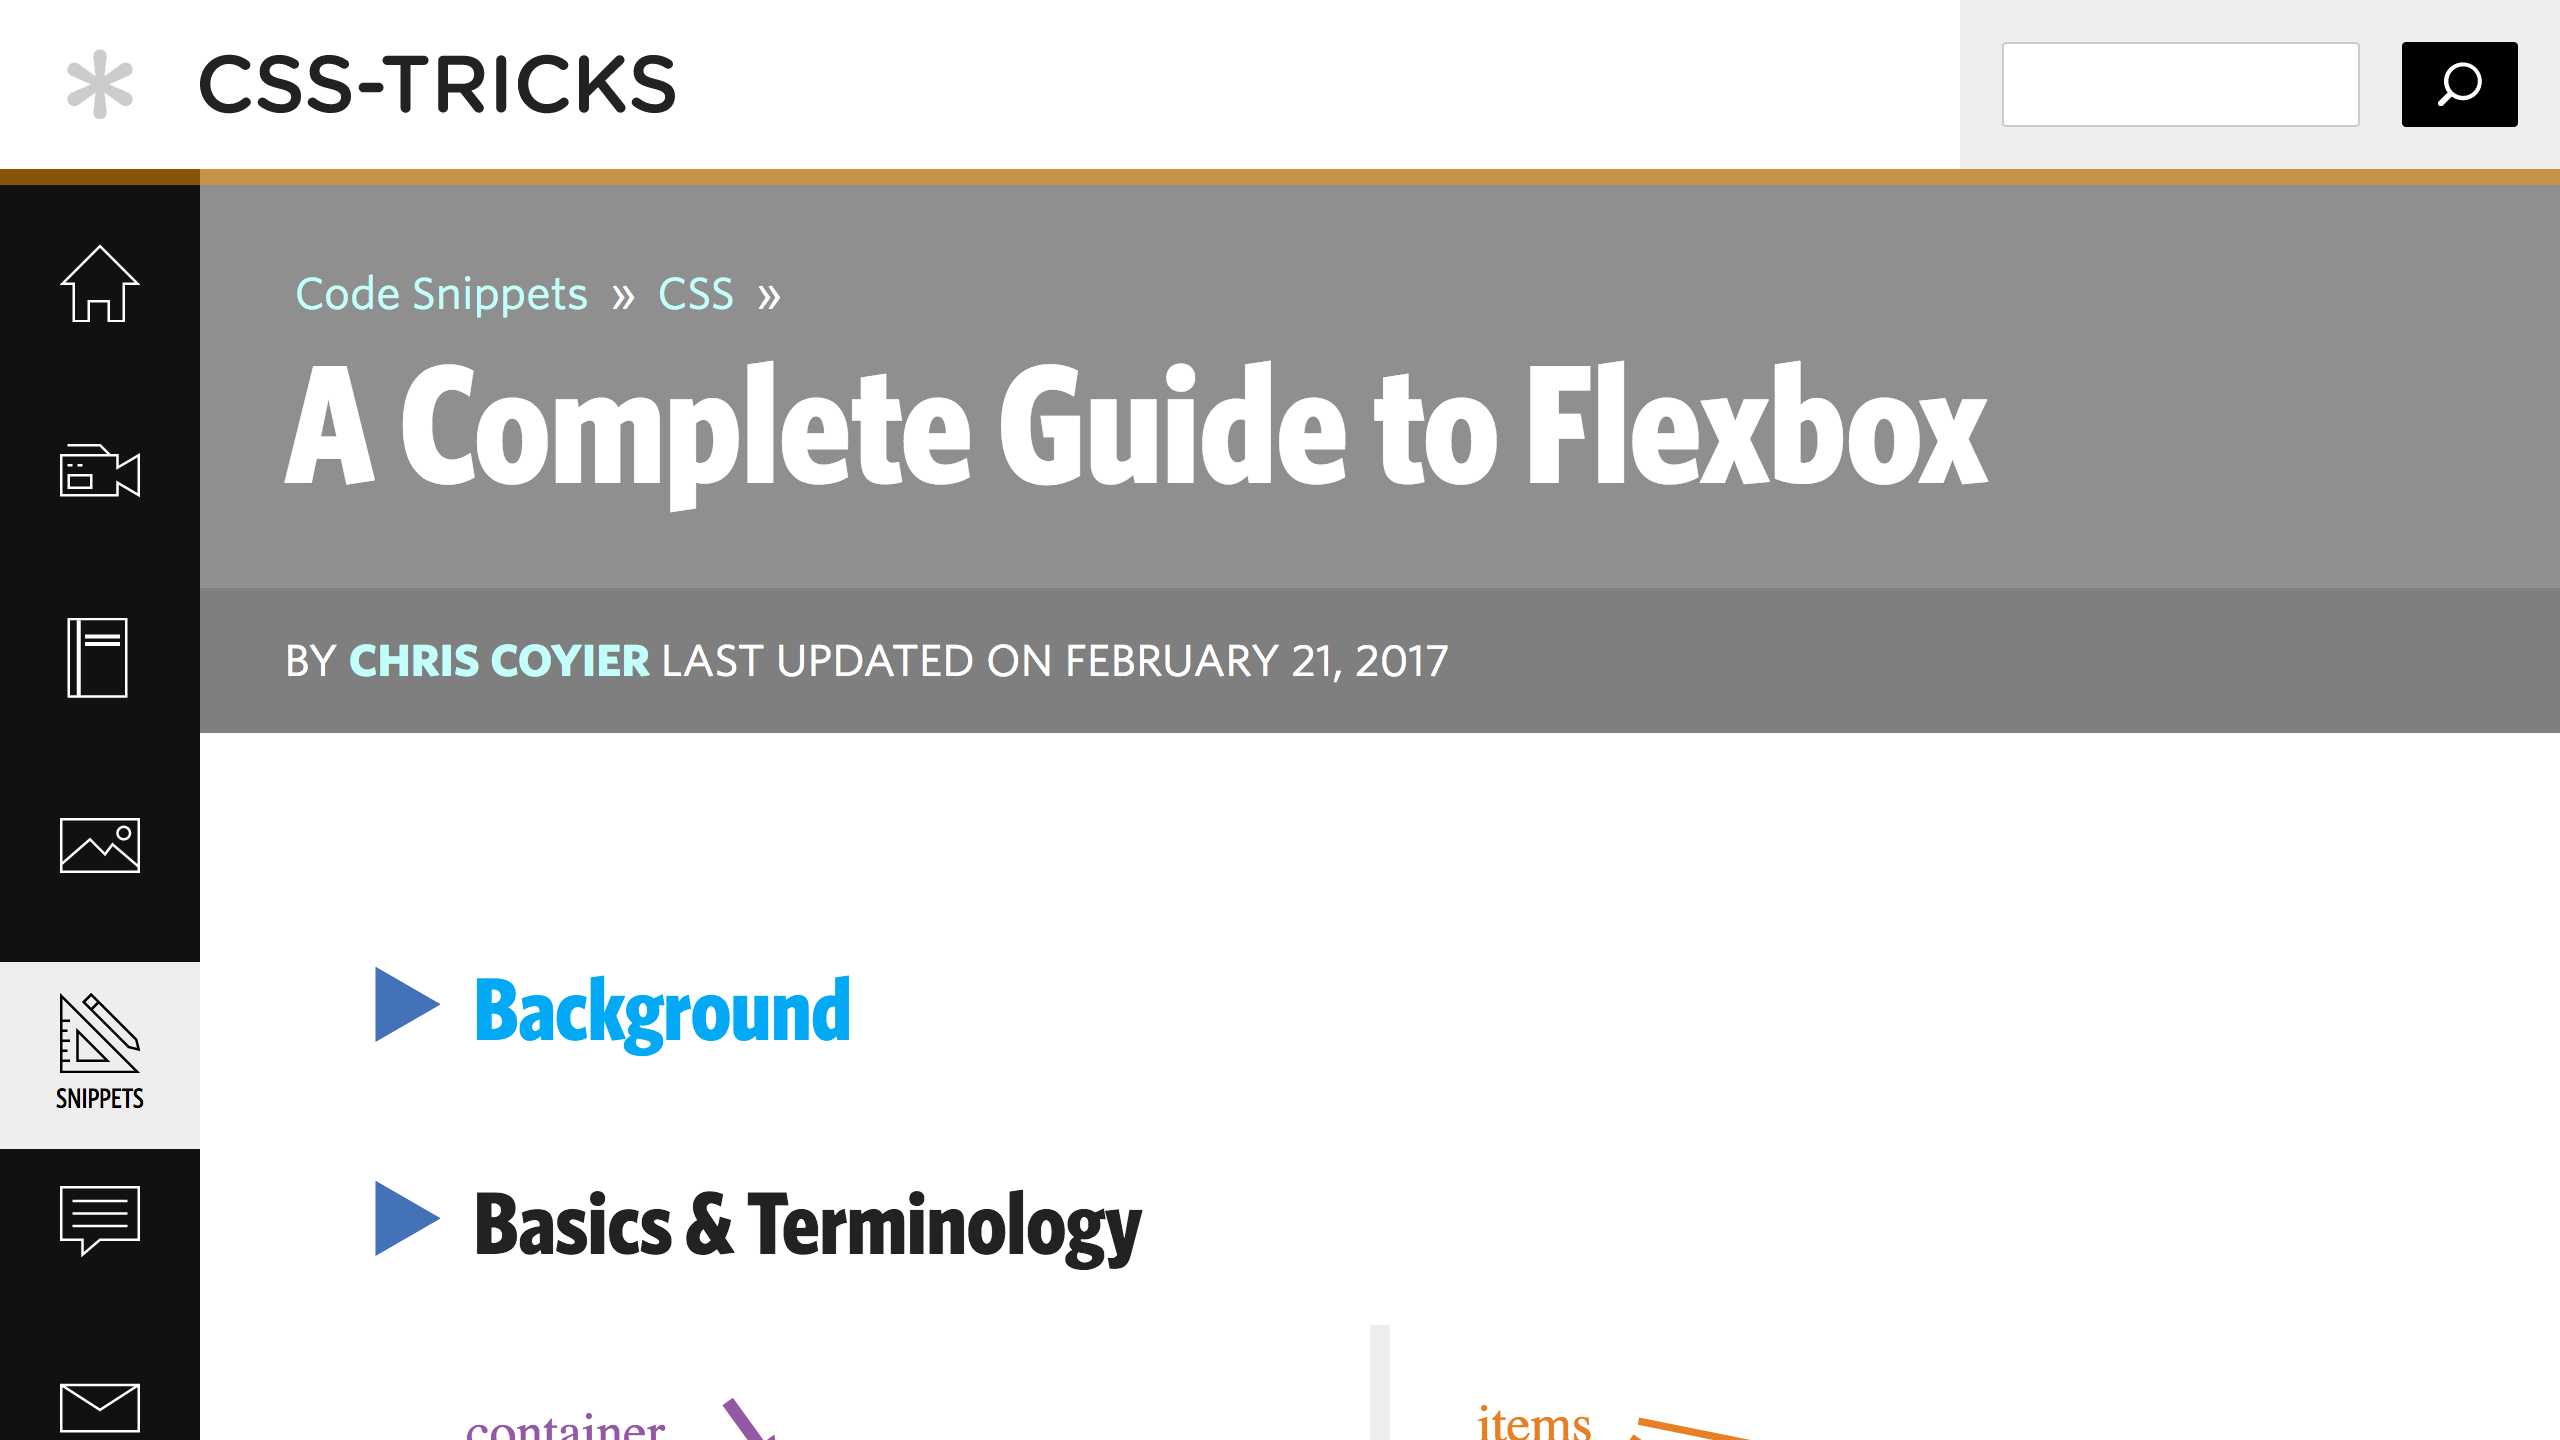 CSS-TRICKS
Code Snippets » CSS »
A Complete Guide to Flexbox
BY CHRIS COYIER LAST UPDATED ON FEBRUARY 21, 2017
Background
SNIPPETS
Basics & Terminology
container
items